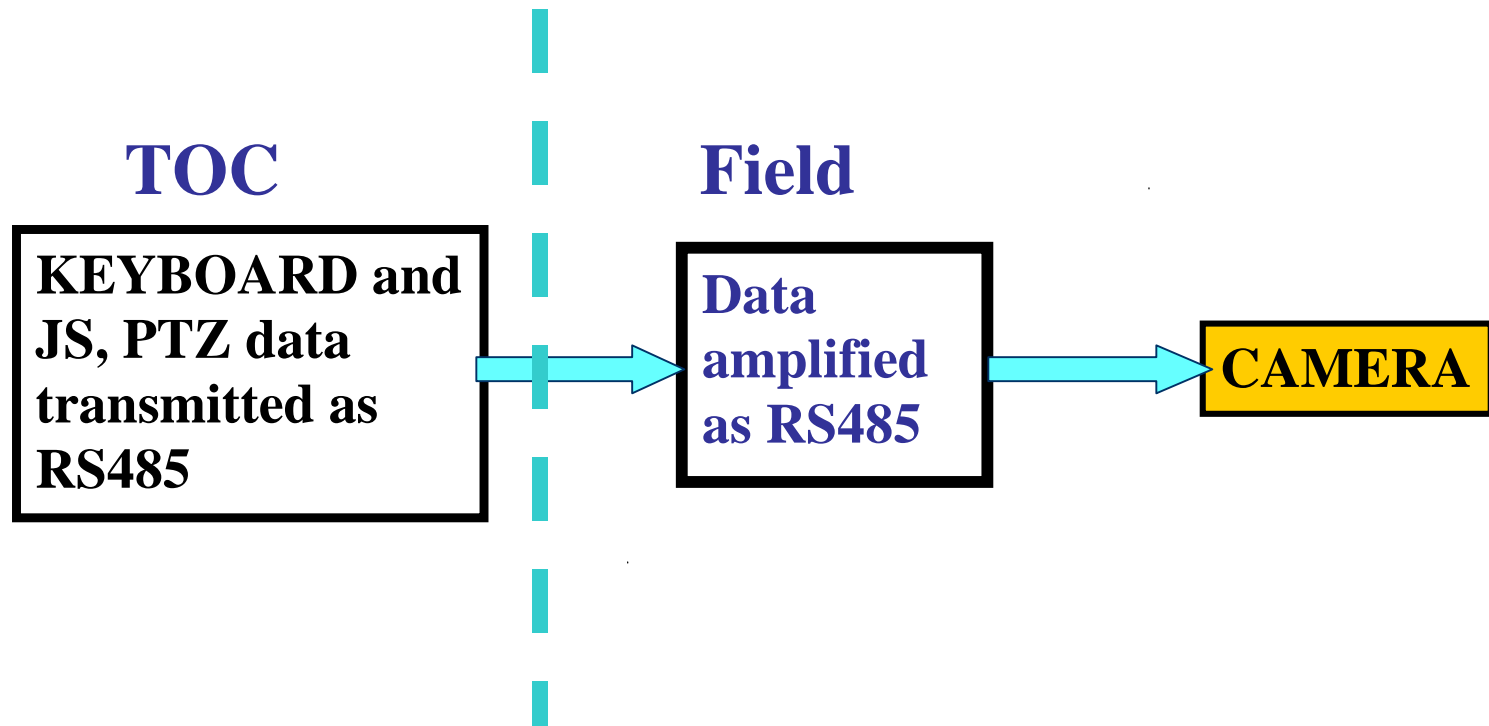 TOC
KEYBOARD and
JS, PTZ data
transmitted as
RS485
Field
Data
amplified
as RS485
CAMERA